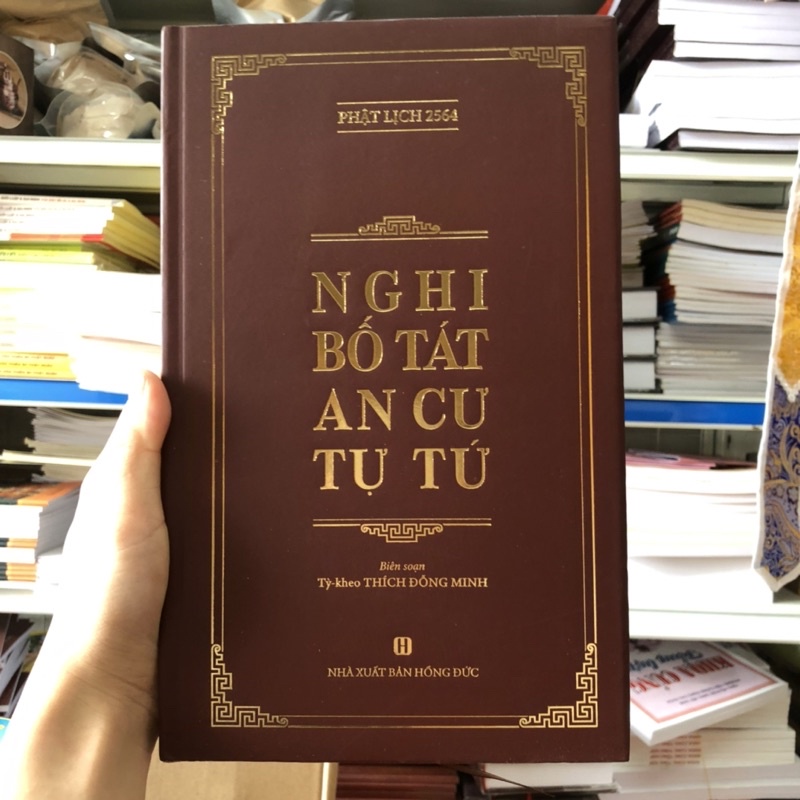 PHẬT LỊCH 2564
NGHI
BỐ TÁT
AN CƯ
TỰ TỨ
Biên soạn
Tỳ-kheo THÍCH ĐỒNG MINH
NHÀ XUẤT BẢN HỒNG ĐỨC